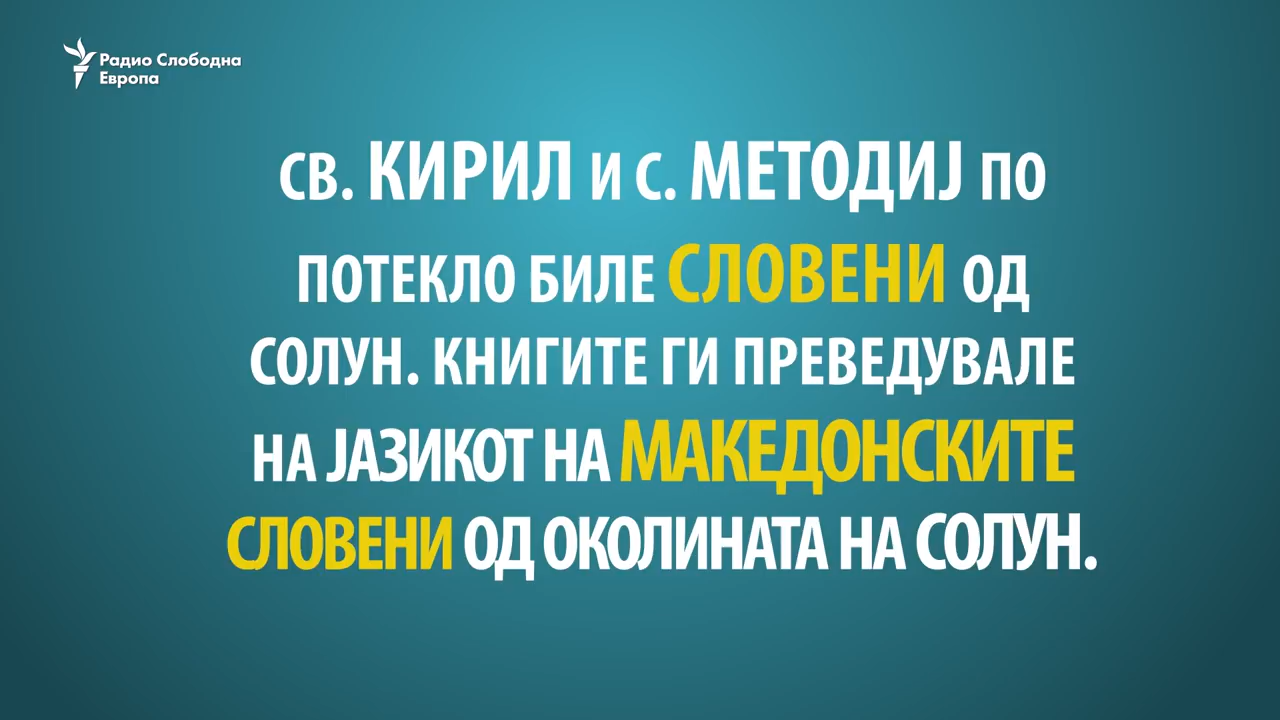 Радио Слободна
Европа
СВ. КИРИЛ И С. МЕТОДИЈ ПО
ПОТЕКЛО БИЛЕ СЛОВЕНИ ОД
СОЛУН. КНИГИТЕ ГИ ПРЕВЕДУВАЛЕ
НА ЈАЗИКОТ НА МАКЕДОНСКИТЕ
СЛОВЕНИ ОД ОКОЛИНАТА НА СОЛУН.